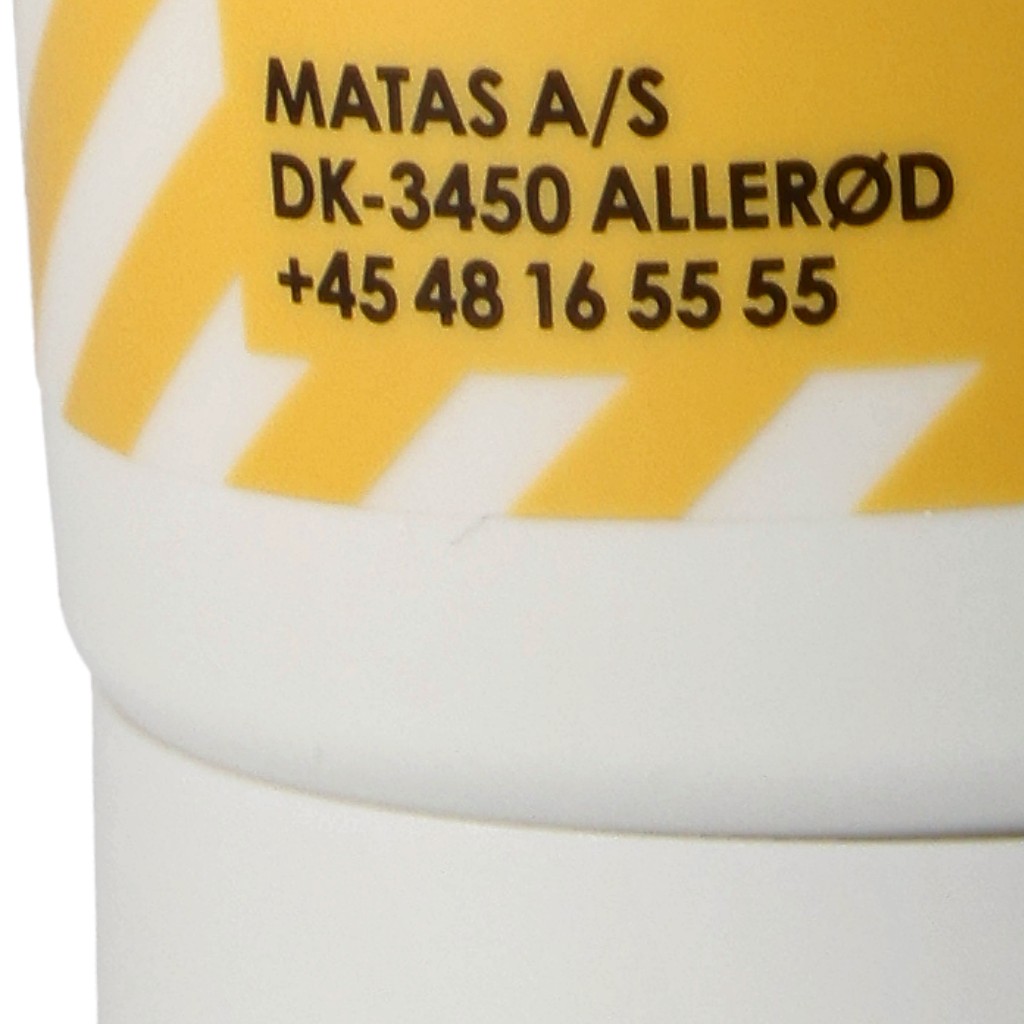 MATAS A/S
DK-3450 ALLERØD
+45 48 16 55 55